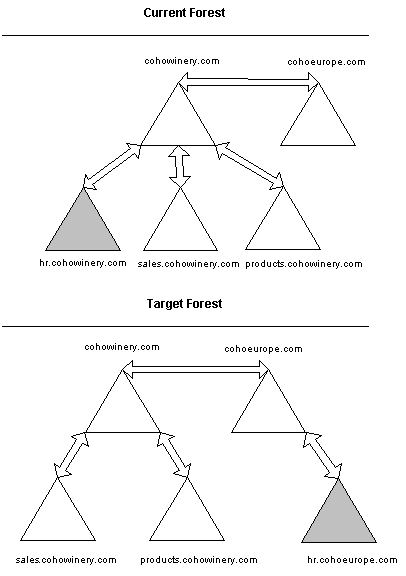 Current Forest
cohowinery.com
cohoeurope.com
hr.cohowinery.com
sales.cohowinery.com
products.cohowinery.com
Target Forest
cohowinery.com
cohoeurope.com
sales.cohowinery.com
products.cohowinery.com
hr.cohoeurope.com